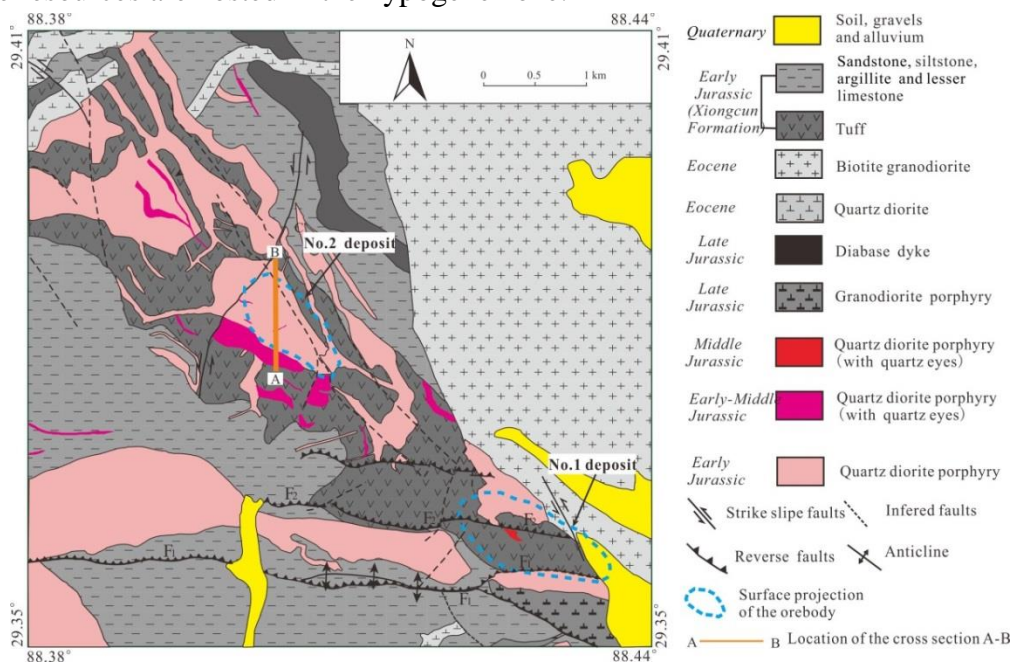 88.38°
88.44°
29.41°
29.41°
N
0 0.5 1 km
B
No.2 deposit
A
No.1 deposit
F2
F2
F1
F1
F1
29.35°
29.35°
88.38°
88.44°
Quaternary
Soil, gravels
and alluvium
Early
Jurassic
(Xiongcun
Formation)
Sandstone, siltstone,
argillite and lesser
limestone
Tuff
Eocene
Biotite granodiorite
Eocene
Quartz diorite
Late
Jurassic
Diabase dyke
Late
Jurassic
Granodiorite porphyry
Middle
Jurassic
Quartz diorite porphyry
(with quartz eyes)
Early-Middle
Jurassic
Quartz diorite porphyry
(with quartz eyes)
Early
Jurassic
Quartz diorite porphyry
Strike slipe faults
Infered faults
Reverse faults
Anticline
Surface projection
of the orebody
A B Location of the cross section A-B